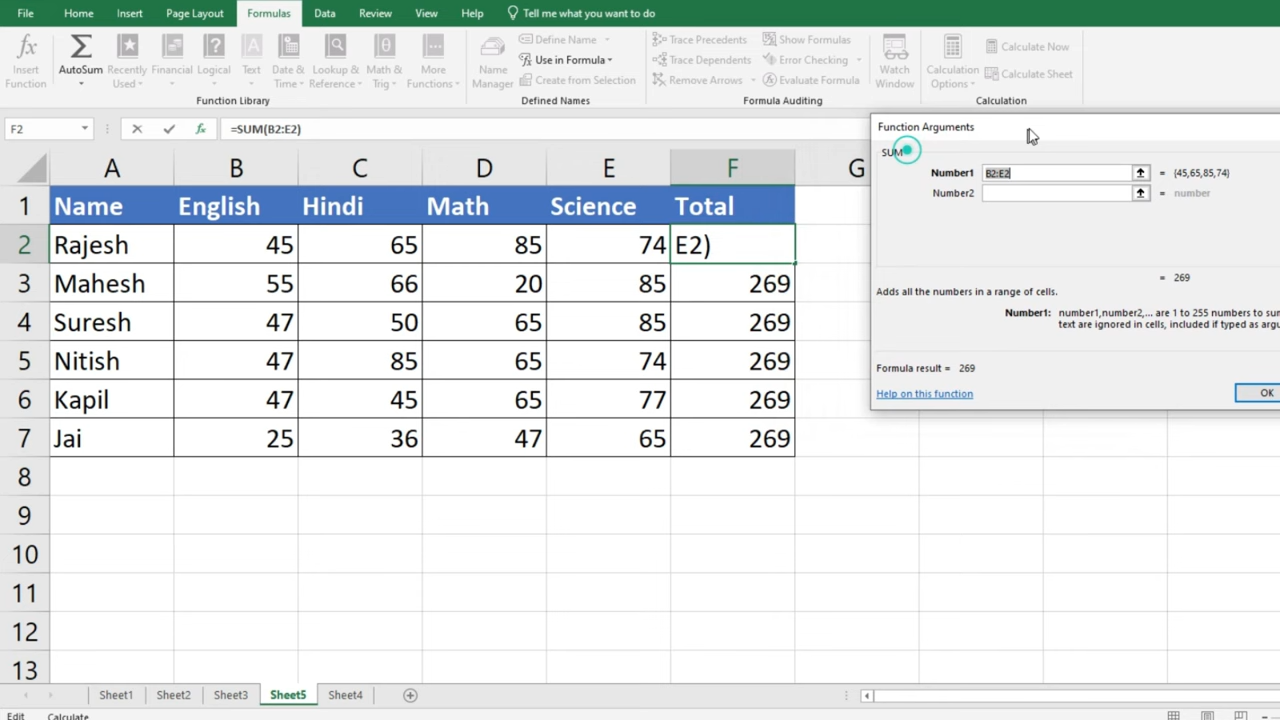 File Home Insert Page Layout Formulas Data Review View Help Tell me what you want to do
fx Σ ? A θ
Insert Function AutoSum Recently Used Financial Logical Text Date & Time Lookup & Reference Math & Trig More Functions
Function Library
Name Manager
Define Name
Use in Formula
Create from Selection
Defined Names
Trace Precedents Show Formulas
Trace Dependents Error Checking
Remove Arrows Evaluate Formula
Formula Auditing
Watch Window
Calculation Options
Calculate Now
Calculate Sheet
Calculation
F2 fx =SUM(B2:E2)
A B C D E F G
1 Name English Hindi Math Science Total
2 Rajesh 45 65 85 74 E2)
3 Mahesh 55 66 20 85 269
4 Suresh 47 50 65 85 269
5 Nitish 47 85 65 74 269
6 Kapil 47 45 65 77 269
7 Jai 25 36 47 65 269
8
9
10
11
12
13
Function Arguments
SUM
Number1 B2:E2 = {45,65,85,74}
Number2 = number
= 269
Adds all the numbers in a range of cells.
Number1: number1,number2,... are 1 to 255 numbers to sum
text are ignored in cells, included if typed as argu
Formula result = 269
Help on this function OK
Sheet1 Sheet2 Sheet3 Sheet5 Sheet4
Edit Calculate